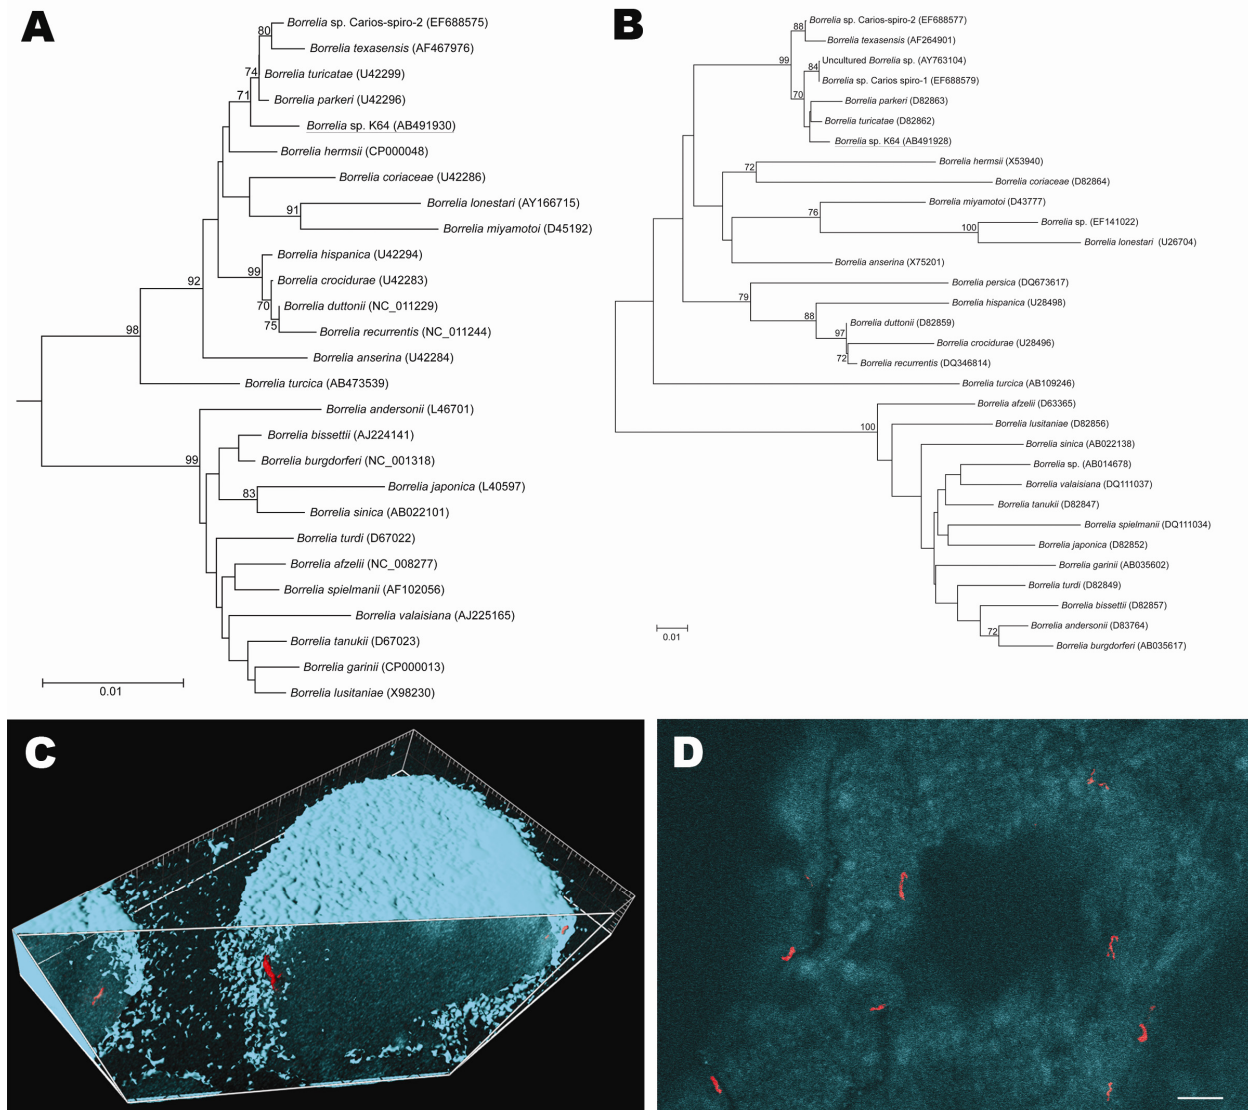 A
80
Borrelia sp. Carios-spiro-2 (EF688575)
Borrelia texasensis (AF467976)
74
Borrelia turicatae (U42299)
71
Borrelia parkeri (U42296)
Borrelia sp. K64 (AB491930)
Borrelia hermsii (CP000048)
Borrelia coriaceae (U42286)
91
Borrelia lonestari (AY166715)
Borrelia miyamotoi (D45192)
99
Borrelia hispanica (U42294)
92
Borrelia crocidurae (U42283)
70
Borrelia duttonii (NC_011229)
75
Borrelia recurrentis (NC_011244)
98
Borrelia anserina (U42284)
Borrelia turcica (AB473539)
Borrelia andersonii (L46701)
Borrelia bissettii (AJ224141)
99
Borrelia burgdorferi (NC_001318)
83
Borrelia japonica (L40597)
Borrelia sinica (AB022101)
Borrelia turdi (D67022)
Borrelia afzelii (NC_008277)
Borrelia spielmanii (AF102056)
Borrelia valaisiana (AJ225165)
Borrelia tanukii (D67023)
Borrelia garinii (CP000013)
Borrelia lusitaniae (X98230)
0.01
B
88
Borrelia sp. Carios-spiro-2 (EF688577)
Borrelia texasensis (AF264901)
99
84
Uncultured Borrelia sp. (AY763104)
Borrelia sp. Carios spiro-1 (EF688579)
70
Borrelia parkeri (D82863)
Borrelia turicatae (D82862)
Borrelia sp. K64 (AB491928)
72
Borrelia hermsii (X53940)
Borrelia coriaceae (D82864)
76
Borrelia miyamotoi (D43777)
100
Borrelia sp. (EF141022)
Borrelia lonestari (U26704)
Borrelia anserina (X75201)
79
Borrelia persica (DQ673617)
88
Borrelia hispanica (U28498)
97
Borrelia duttonii (D82859)
Borrelia crocidurae (U28496)
72
Borrelia recurrentis (DQ346814)
Borrelia turcica (AB109246)
100
Borrelia afzelii (D63365)
Borrelia lusitaniae (D82856)
Borrelia sinica (AB022138)
Borrelia sp. (AB014678)
Borrelia valaisiana (DQ111037)
Borrelia tanukii (D82847)
Borrelia spielmanii (DQ111034)
Borrelia japonica (D82852)
Borrelia garinii (AB035602)
Borrelia turdi (D82849)
Borrelia bissettii (D82857)
72
Borrelia andersonii (D83764)
Borrelia burgdorferi (AB035617)
0.01
C
D